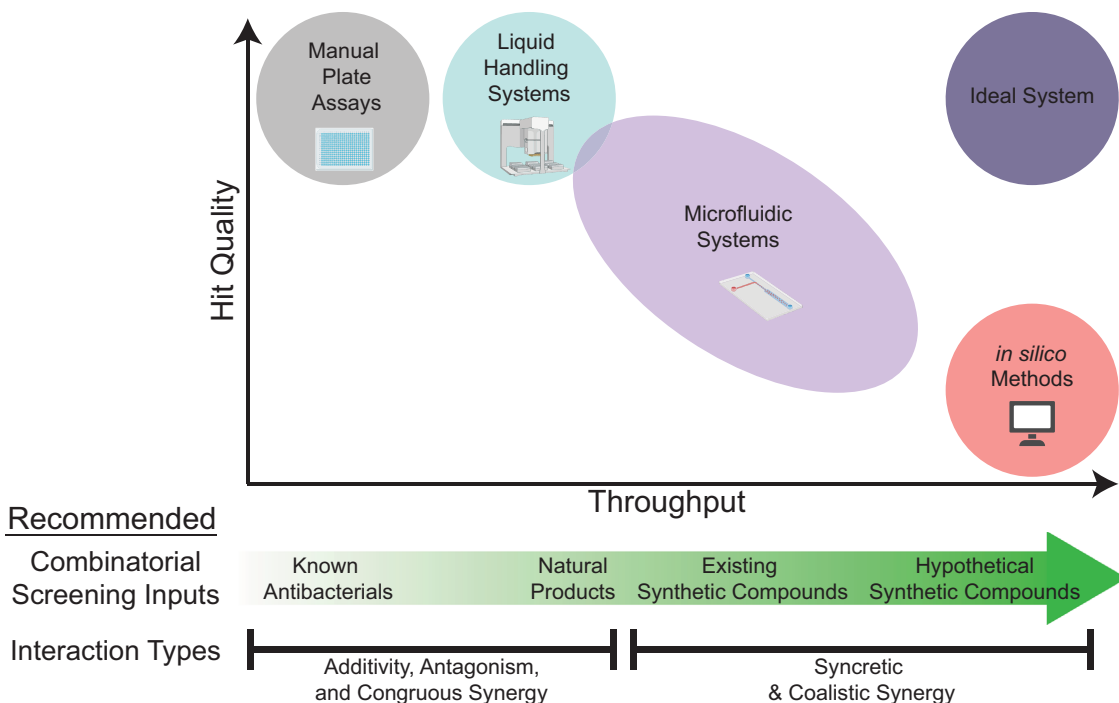 Manual
Plate
Assays
Liquid
Handling
Systems
Ideal System
Microfluidic
Systems
in silico
Methods
Hit Quality
Throughput
Recommended
Combinatorial
Screening Inputs
Known
Antibacterials
Natural
Products
Existing
Synthetic Compounds
Hypothetical
Synthetic Compounds
Interaction Types
Additivity, Antagonism,
and Congruous Synergy
Syncretic
& Coalistic Synergy